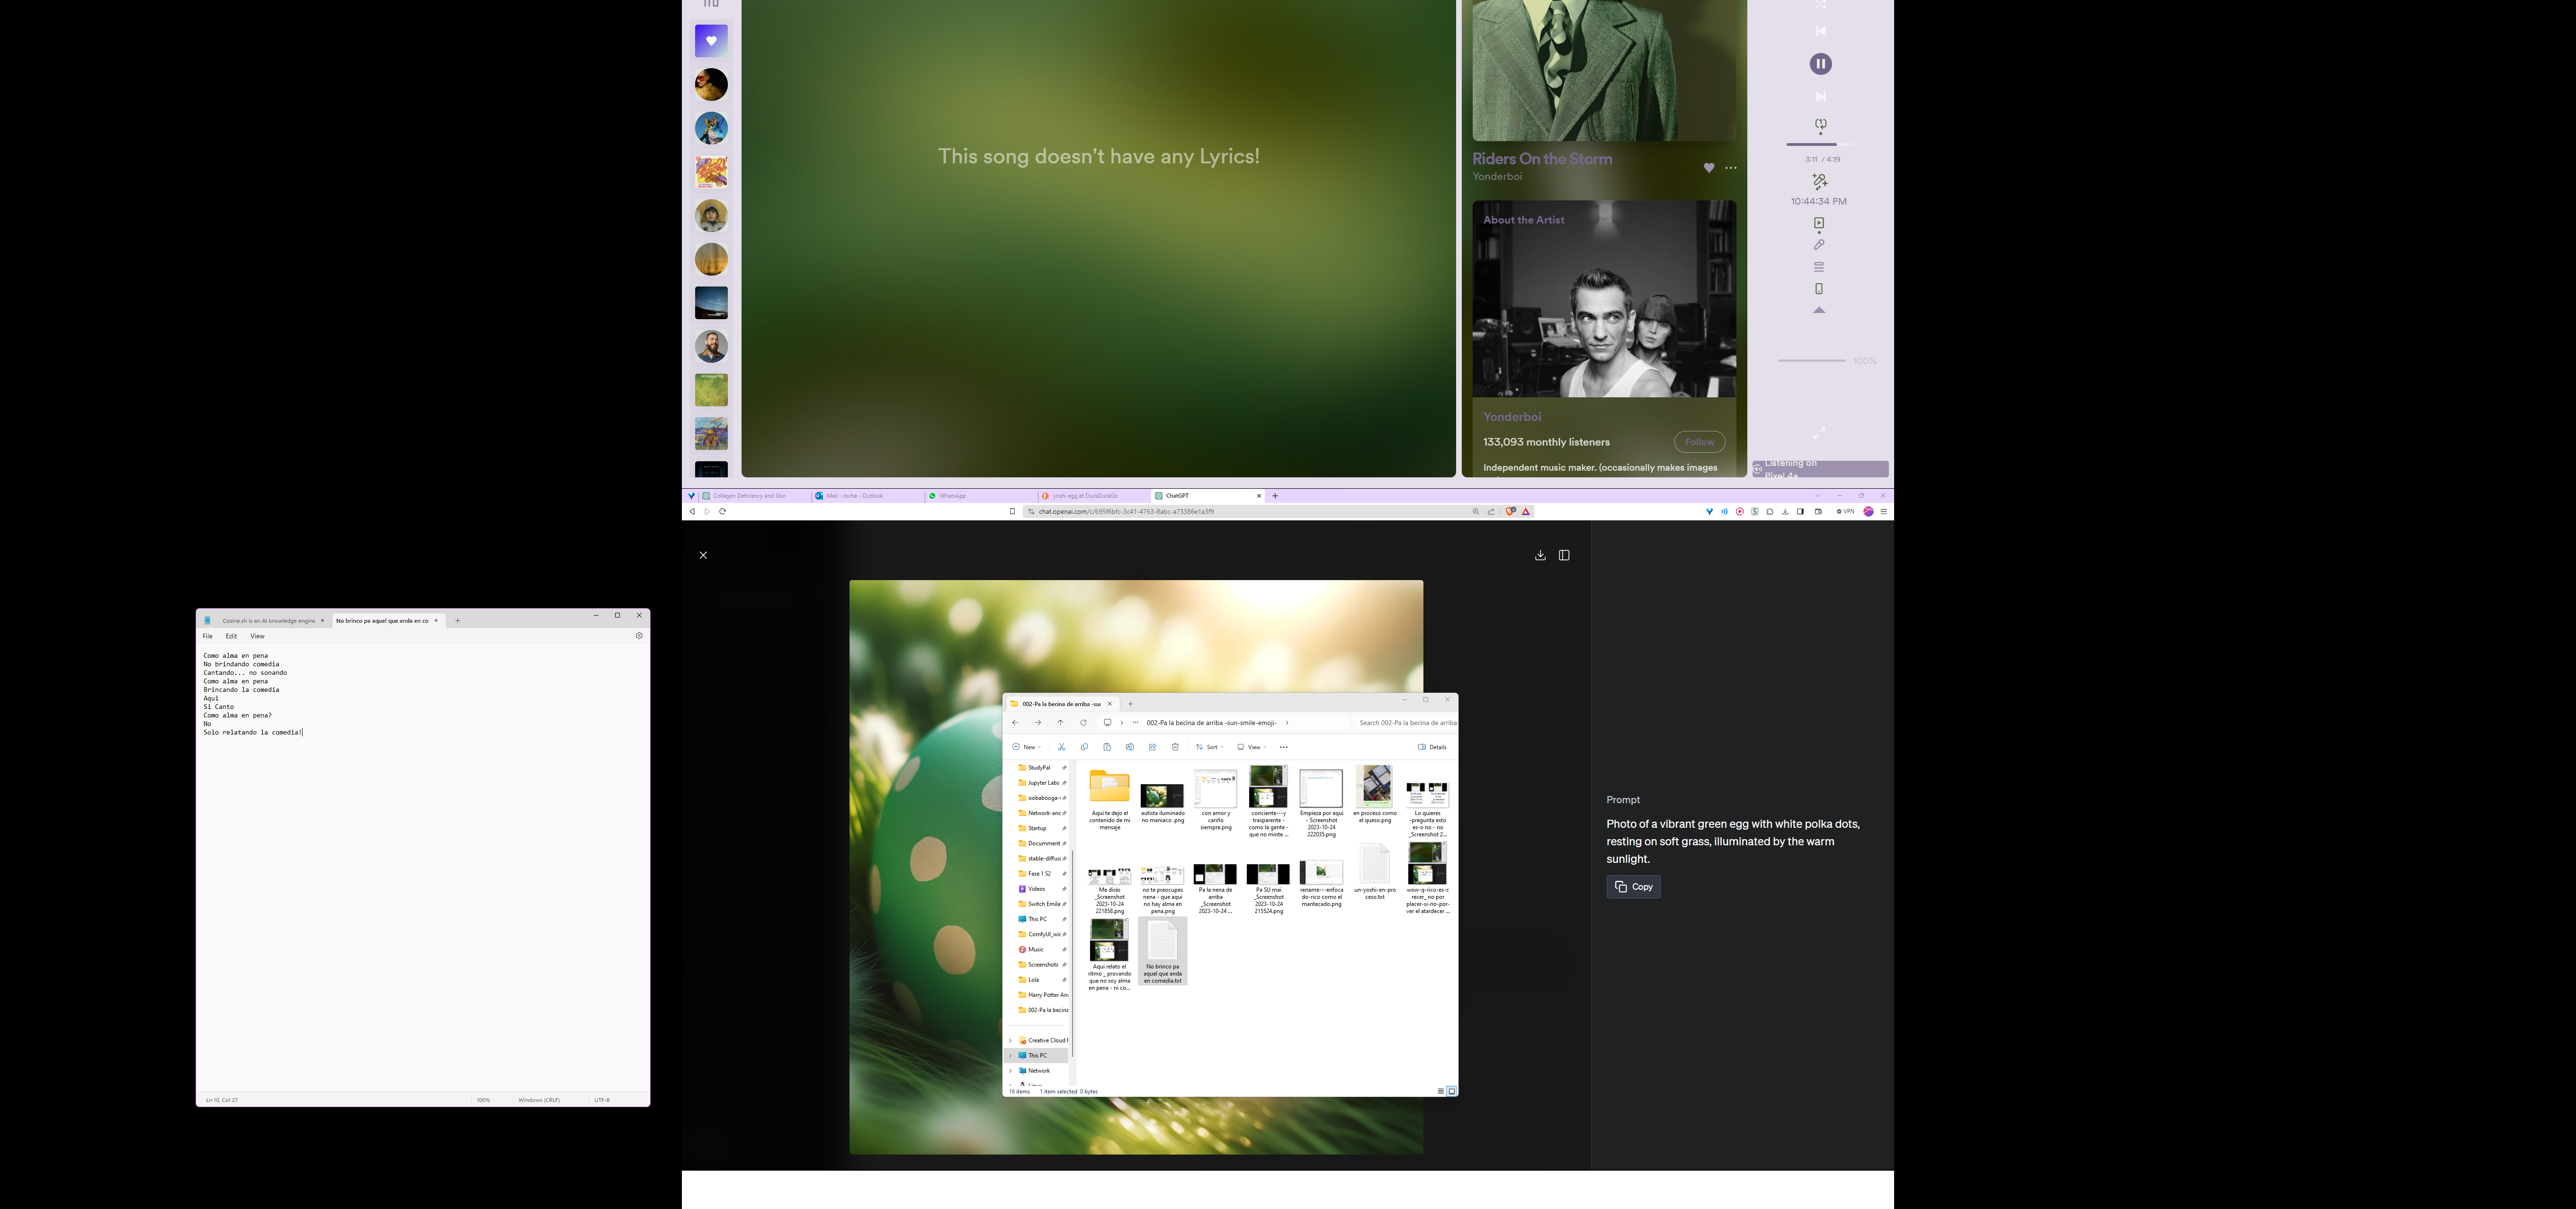 This song doesn't have any Lyrics!
Riders On the Storm
Yonderboi
About the Artist
Yonderboi
133,093 monthly listeners
Follow
Independent music maker. (occasionally makes images
3:11 / 4:19
10:44:34 PM
100%
Listening on
Pixel 4a
Collagen Deficiency and Skin
Mail - Joche - Outlook
WhatsApp
yoshi egg at DuckDuckGo
ChatGPT
chat.openai.com/c/695f6bfc-3c41-4763-8abc-a73386e1a3f9
VPN
Cosine.sh is an AI knowledge engine
No brinco pa aquel que anda en co
File
Edit
View
Como alma en pena
No brindando comedia
Cantando... no sonando
Como alma en pena
Brincando la comedia
Aqui
Si Canto
Como alma en pena?
No
Solo relatando la comedia!
Ln 10, Col 27
100%
Windows (CRLF)
UTF-8
002-Pa la becina de arriba -sun
002-Pa la becina de arriba -sun-smile-emoji-
Search 002-Pa la becina de arriba
New
Sort
View
Details
StudyPal
Jupyter Labs
oobabooga-
Network-anc
Startup
Document
stable-diffusi
Fase 1 S2
Videos
Switch Emula
This PC
ComfyUI_wir
Music
Screenshots
Lola
Harry Potter An
002-Pa la becina
Creative Cloud F
This PC
Network
Linux
Aqui te dejo el
contenido de mi
mensaje
autista iluminado
no maniaco .png
con amor y
cariño
siempre.png
conciente---y
trasparente -
como la gente -
que no minte ...
Empieza por aqui
- Screenshot
2023-10-24
222035.png
en proceso como
el queso.png
Lo quieres
-pregunta esto
es-o no - no
_Screenshot 2...
Me dirás
_Screenshot
2023-10-24
221858.png
no te preocupes
nena - que aqui
no hay alma en
pena.png
Pa la nena de
arriba
_Screenshot
2023-10-24 ...
Pa SU mai
_Screenshot
2023-10-24
215524.png
rename---enfoca
do-rico como el
mantecado.png
un-yoshi-en-pro
ceso.txt
wow-q-rico-es-c
recer_ no por
placer-si-no-por-
ver el atardecer ...
Aqui relato el
ritmo _ provando
que no soy alma
en pena - ni co...
No brinco pa
aquel que anda
en comedia.txt
16 items
1 item selected 0 bytes
Prompt
Photo of a vibrant green egg with white polka dots,
resting on soft grass, illuminated by the warm
sunlight.
Copy